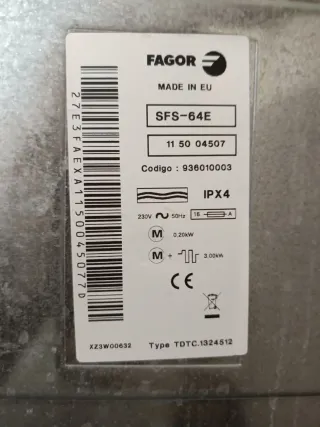 FAGOR
MADE IN EU
SFS-64E
11 50 04507
Codigo : 936010003
IPX4
230V 50Hz 16 A
M 0.20kW
M + 3.00kW
CE
XZ3W00632 Type TDTC.1324512
27E3FAEXA1150045077D